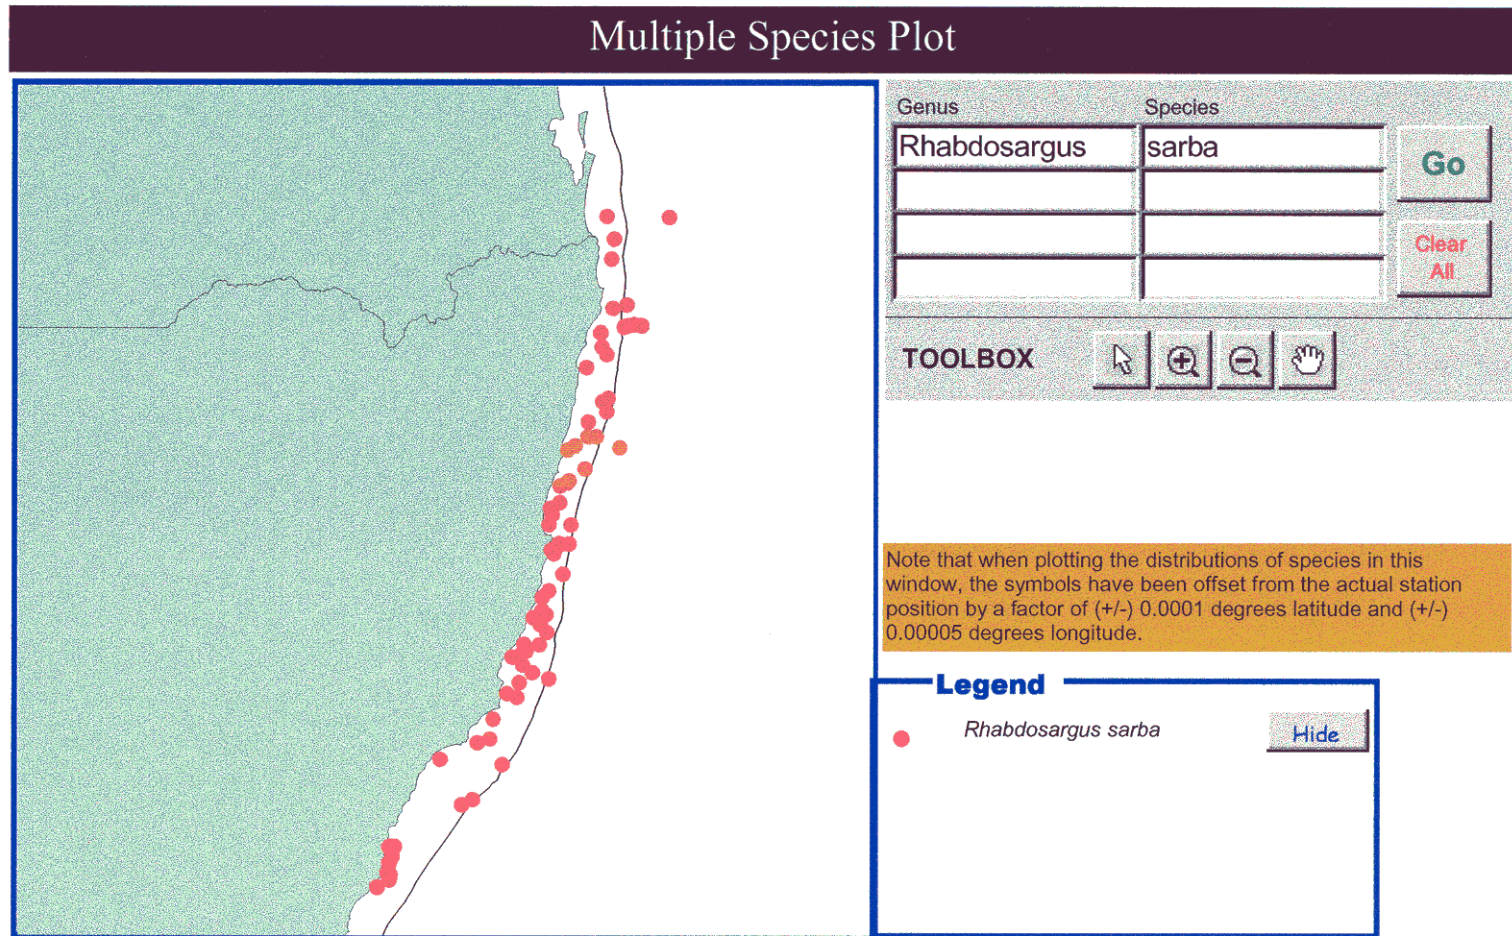 Multiple Species Plot
Genus Species
Rhabdosargus sarba
Go
Clear
All
TOOLBOX
Note that when plotting the distributions of species in this
window, the symbols have been offset from the actual station
position by a factor of (+/-) 0.0001 degrees latitude and (+/-)
0.00005 degrees longitude.
Legend
Rhabdosargus sarba
Hide